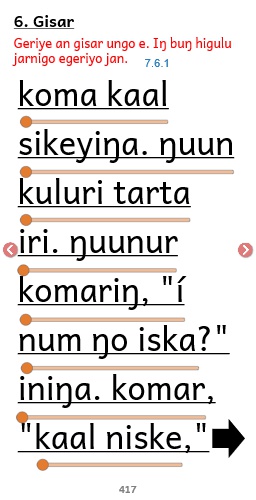 6. Gisar
Geriye an gisar ungo e. Iŋ buŋ higulu
jarnigo egeriyo jan.
7.6.1
koma kaal
sikeyiŋa. ŋuun
kuluri tarta
iri. ŋuunur
komariŋ, "í
num ŋo iska?"
iniŋa. komar,
"kaal niske,"
417